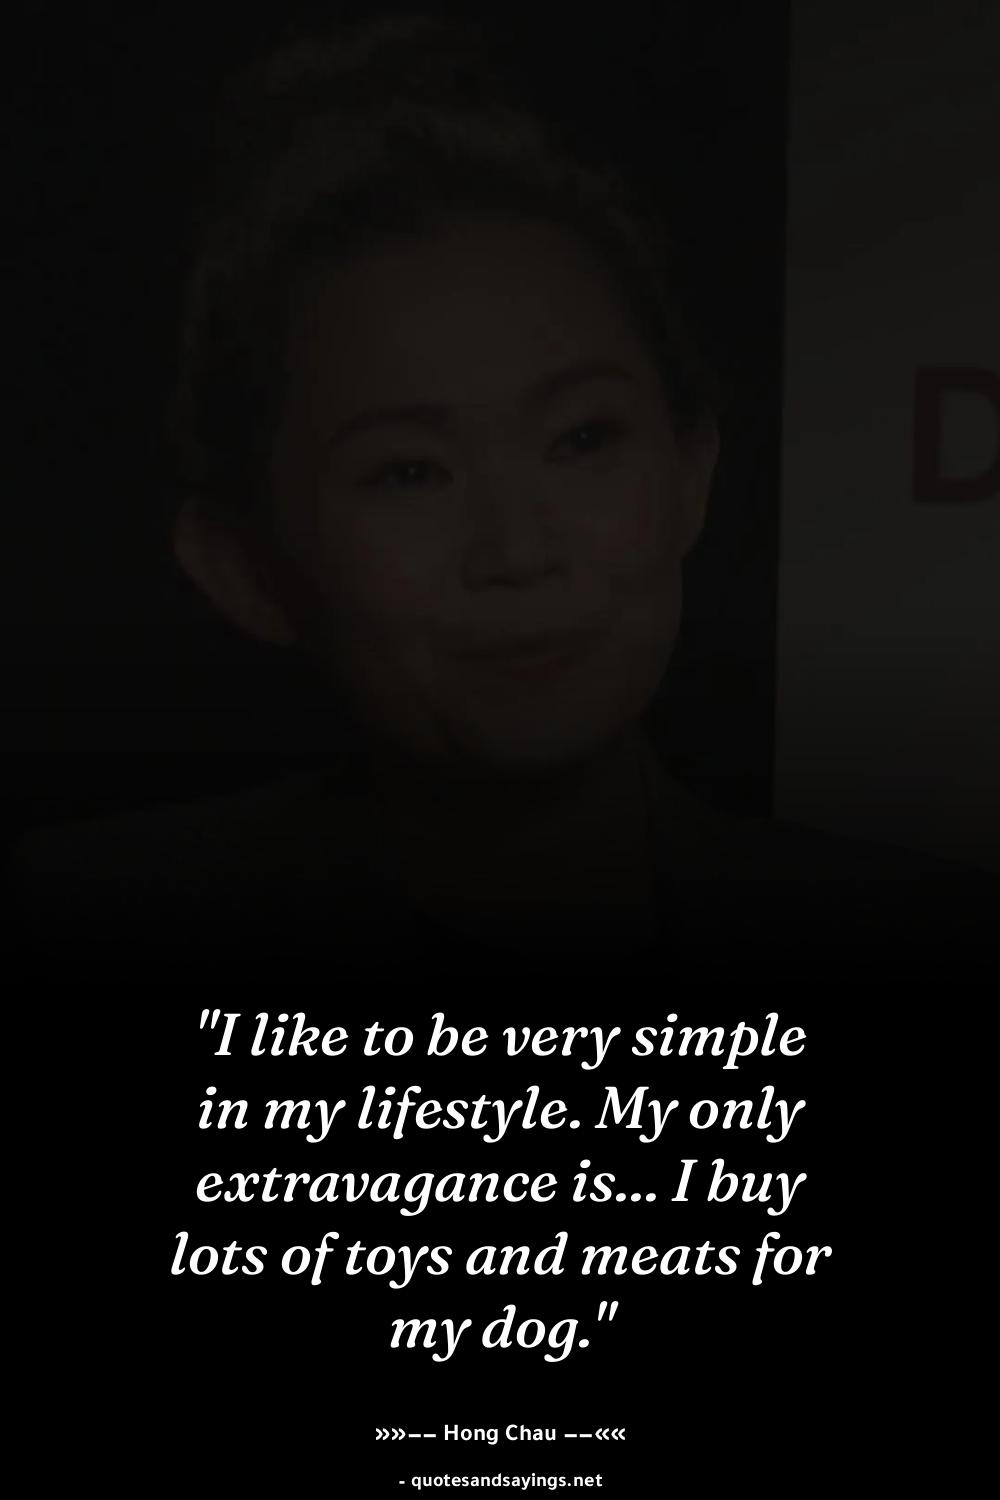 D
"I like to be very simple
in my lifestyle. My only
extravagance is... I buy
lots of toys and meats for
my dog."
»»−− Hong Chau −−««
- quotesandsayings.net